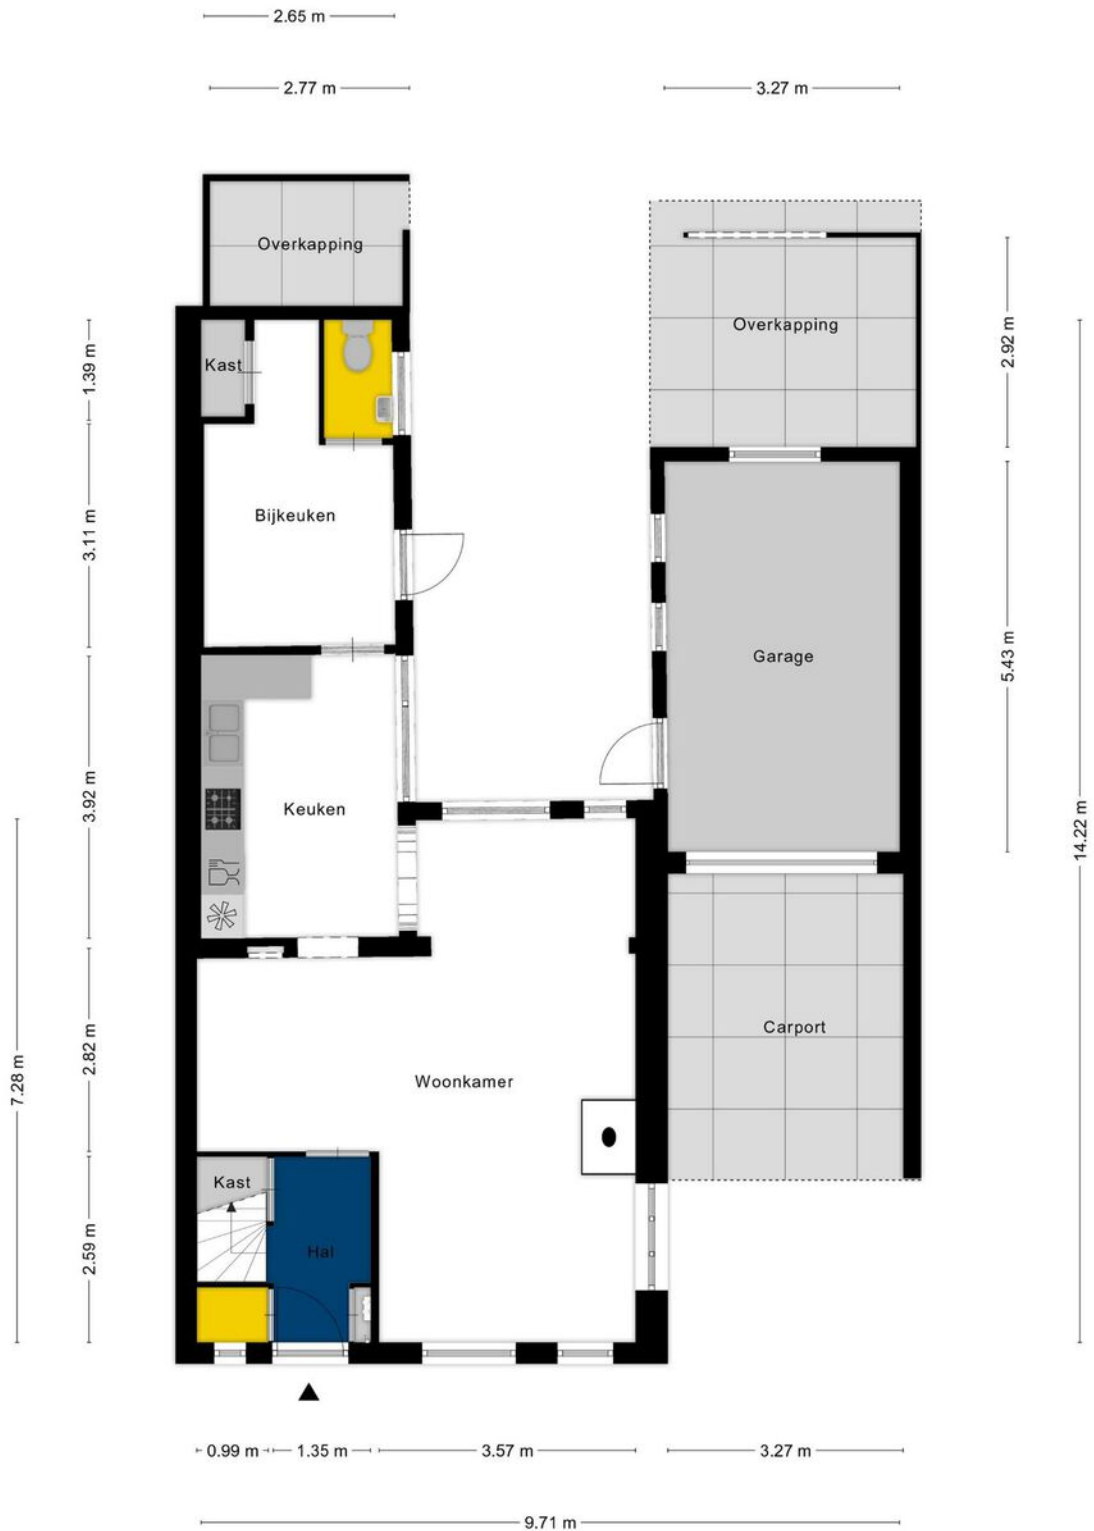 2.65 m
2.77 m
3.27 m
Overkapping
Overkapping
1.39 m
Kast
2.92 m
Bijkeuken
3.11 m
Garage
5.43 m
Keuken
3.92 m
14.22 m
Carport
2.82 m
Woonkamer
7.28 m
Kast
Hal
2.59 m
0.99 m
1.35 m
3.57 m
3.27 m
9.71 m